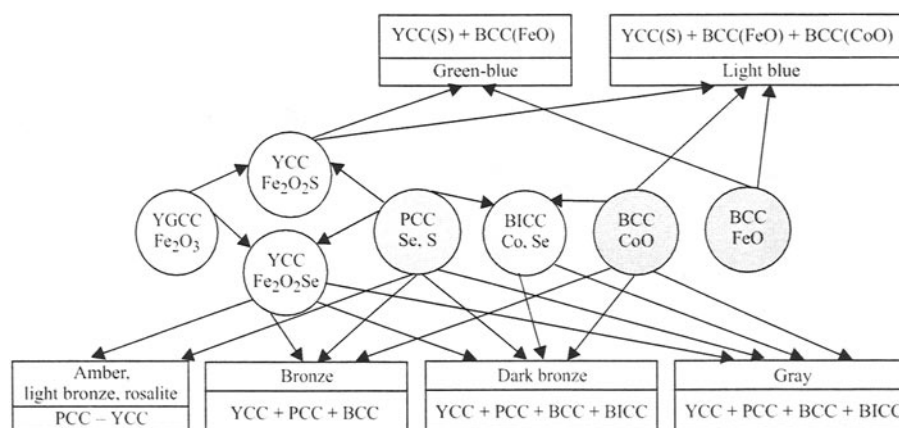 YCC(S) + BCC(FeO)
Green-blue
YCC(S) + BCC(FeO) + BCC(CoO)
Light blue
YCC
Fe₂O₂S
YGCC
Fe₂O₃
YCC
Fe₂O₂Se
PCC
Se, S
BICC
Co, Se
BCC
CoO
BCC
FeO
Amber,
light bronze, rosalite
PCC – YCC
Bronze
YCC + PCC + BCC
Dark bronze
YCC + PCC + BCC + BICC
Gray
YCC + PCC + BCC + BICC